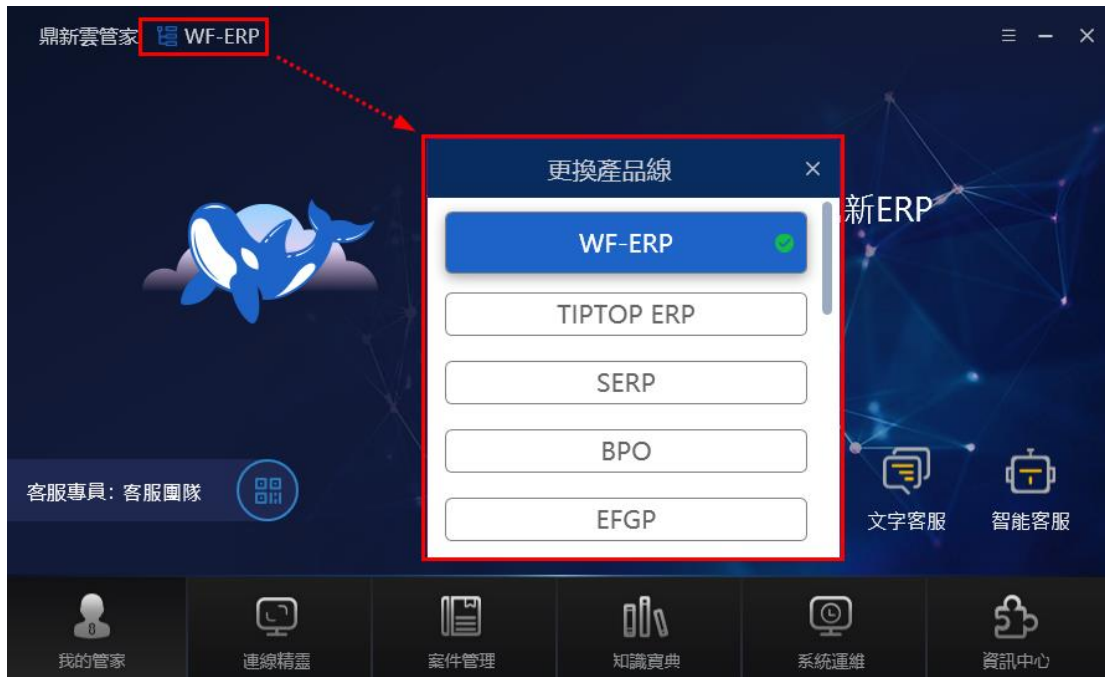 鼎新雲管家 WF-ERP
更換產品線
新ERP
WF-ERP
TIPTOP ERP
SERP
BPO
EFGP
客服專員：客服團隊
文字客服
智能客服
我的管家
連線精靈
案件管理
知識寶典
系統運維
資訊中心